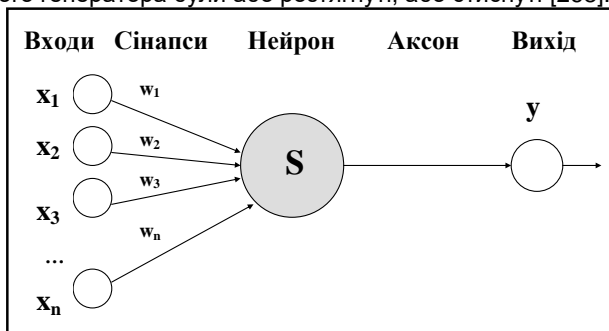 Входи Сінапси Нейрон Аксон Вихід
x₁ w₁
y
x₂ w₂
S
x₃ w₃
wₙ
...
xₙ